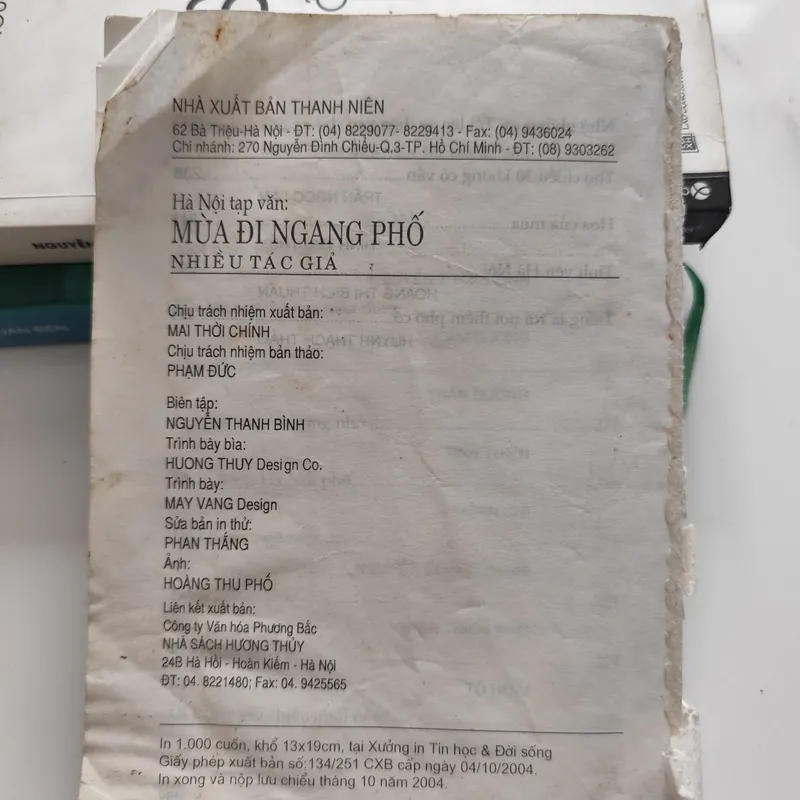 NHÀ XUẤT BẢN THANH NIÊN
62 Bà Triệu-Hà Nội - ĐT: (04) 8229077- 8229413 - Fax: (04) 9436024
Chi nhánh: 270 Nguyễn Đình Chiểu-Q.3-TP. Hồ Chí Minh - ĐT: (08) 9303262
Hà Nội tạp văn:
MÙA ĐI NGANG PHỐ
NHIỀU TÁC GIẢ
Chịu trách nhiệm xuất bản:
MAI THỜI CHÍNH
Chịu trách nhiệm bản thảo:
PHẠM ĐỨC
Biên tập:
NGUYỄN THANH BÌNH
Trình bày bìa:
HUONG THUY Design Co.
Trình bày:
MAY VANG Design
Sửa bản in thử:
PHAN THẮNG
Ảnh:
HOÀNG THU PHỐ
Liên kết xuất bản:
Công ty Văn hóa Phương Bắc
NHÀ SÁCH HƯƠNG THỦY
24B Hà Hồi - Hoàn Kiếm - Hà Nội
ĐT: 04. 8221480; Fax: 04. 9425565
In 1.000 cuốn, khổ 13x19cm, tại Xưởng in Tin học & Đời sống
Giấy phép xuất bản số:134/251 CXB cấp ngày 04/10/2004.
In xong và nộp lưu chiểu tháng 10 năm 2004.
NGUYỄN